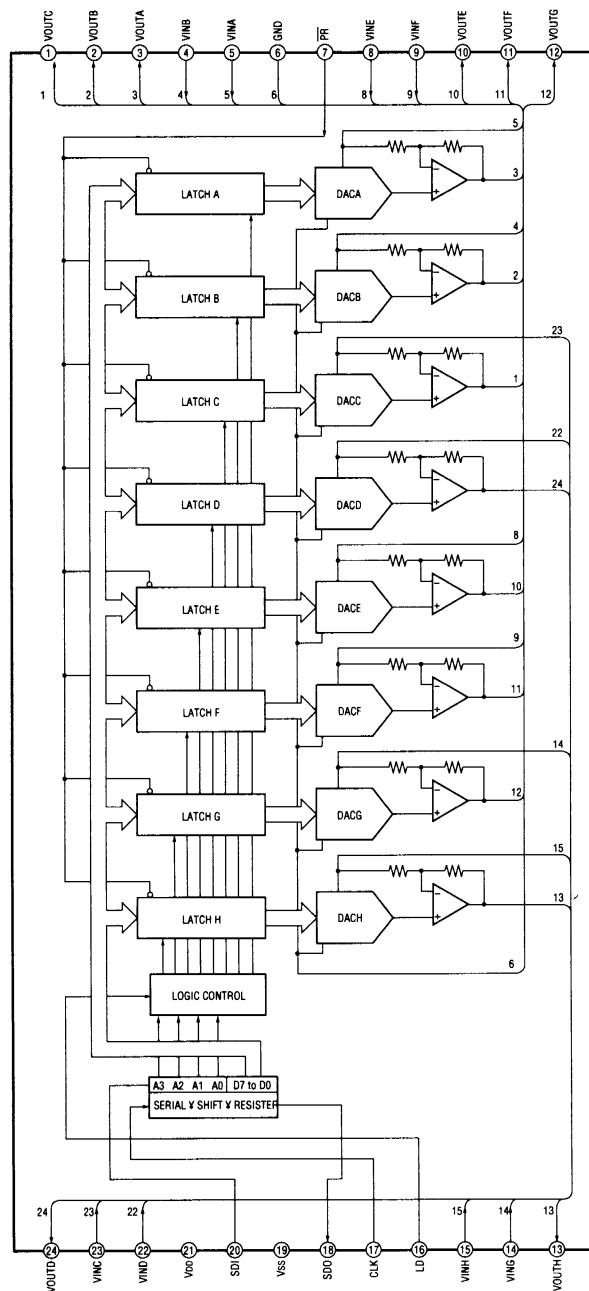 VOUTC VOUTB VOUTA VINB VINA GND PR VINE VINF VOUTE VOUTF VOUTG
1 2 3 4 5 6 7 8 9 10 11 12
1 2 3 4 5 6 8 9 10 11 12
5
LATCH A DACA - + 3
4
LATCH B DACB - + 2
23
LATCH C DACC - + 1
22
LATCH D DACD - + 24
8
LATCH E DACE - + 10
9
LATCH F DACF - + 11
14
LATCH G DACG - + 12
15
LATCH H DACH - + 13
6
LOGIC CONTROL
A3 A2 A1 A0 D7 to D0
SERIAL ¥ SHIFT ¥ RESISTER
24 23 22 15 14 13
24 23 22 21 20 19 18 17 16 15 14 13
VOUTD VINC VIND VDD SDI VSS SDO CLK LD VINH VING VOUTH